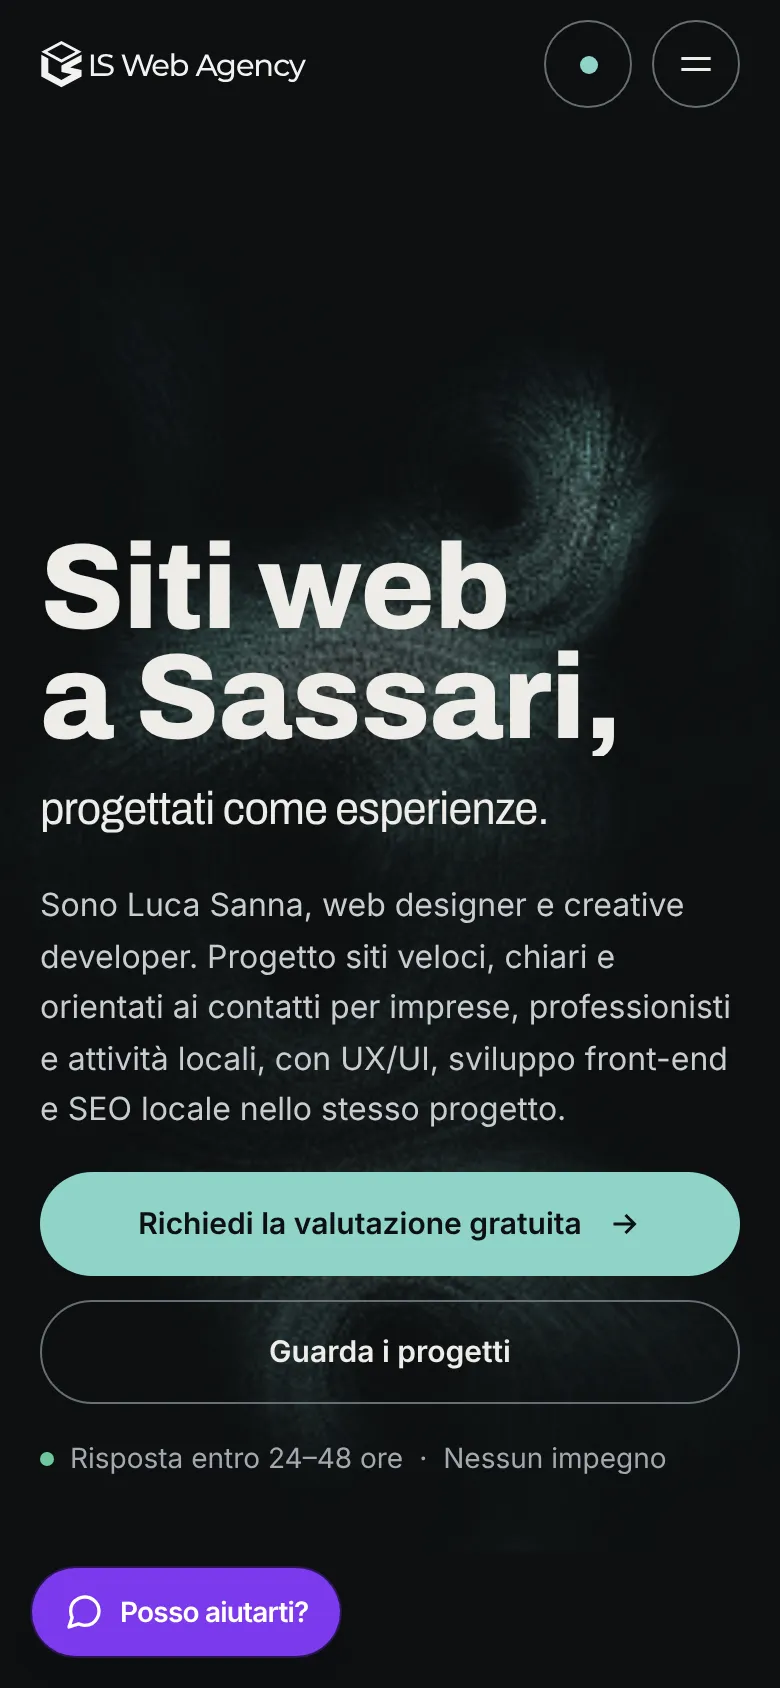 LS Web Agency
Siti web
a Sassari,
progettati come esperienze.
Sono Luca Sanna, web designer e creative
developer. Progetto siti veloci, chiari e
orientati ai contatti per imprese, professionisti
e attività locali, con UX/UI, sviluppo front-end
e SEO locale nello stesso progetto.
Richiedi la valutazione gratuita →
Guarda i progetti
Risposta entro 24–48 ore · Nessun impegno
Posso aiutarti?